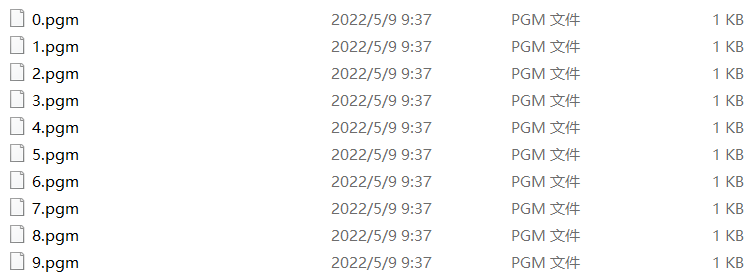 0.pgm 2022/5/9 9:37 PGM 文件 1 KB
1.pgm 2022/5/9 9:37 PGM 文件 1 KB
2.pgm 2022/5/9 9:37 PGM 文件 1 KB
3.pgm 2022/5/9 9:37 PGM 文件 1 KB
4.pgm 2022/5/9 9:37 PGM 文件 1 KB
5.pgm 2022/5/9 9:37 PGM 文件 1 KB
6.pgm 2022/5/9 9:37 PGM 文件 1 KB
7.pgm 2022/5/9 9:37 PGM 文件 1 KB
8.pgm 2022/5/9 9:37 PGM 文件 1 KB
9.pgm 2022/5/9 9:37 PGM 文件 1 KB